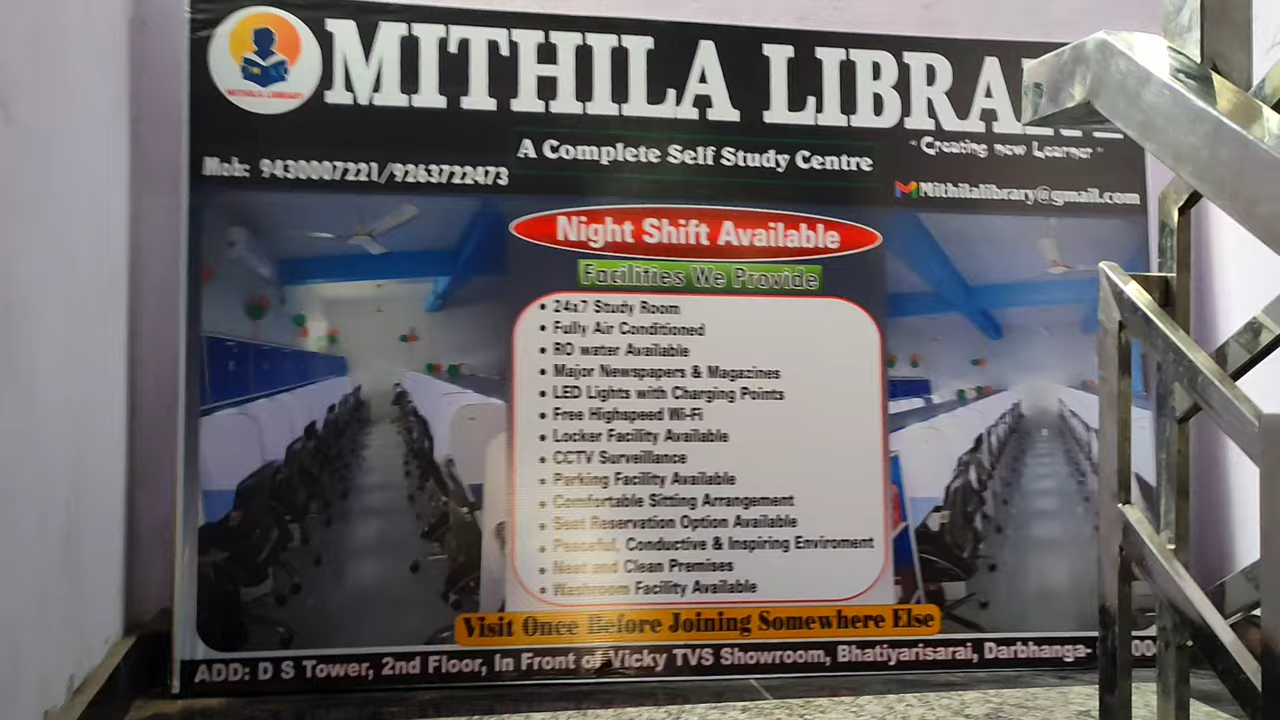 MITHILA LIBRARY
MITHILA LIBRARY
A Complete Self Study Centre
" Creating new Learner "
Mob: 9430007221/9263722473
Mithilalibrary@gmail.com
Night Shift Available
Facilities We Provide
• 24x7 Study Room
• Fully Air Conditioned
• RO water Available
• Major Newspapers & Magazines
• LED Lights with Charging Points
• Free Highspeed Wi-Fi
• Locker Facility Available
• CCTV Surveillance
• Parking Facility Available
• Comfortable Sitting Arrangement
• Seat Reservation Option Available
• Peaceful, Conductive & Inspiring Enviroment
• Neat and Clean Premises
• Washroom Facility Available
Visit Once Before Joining Somewhere Else
ADD: D S Tower, 2nd Floor, In Front of Vicky TVS Showroom, Bhatiyarisarai, Darbhanga-